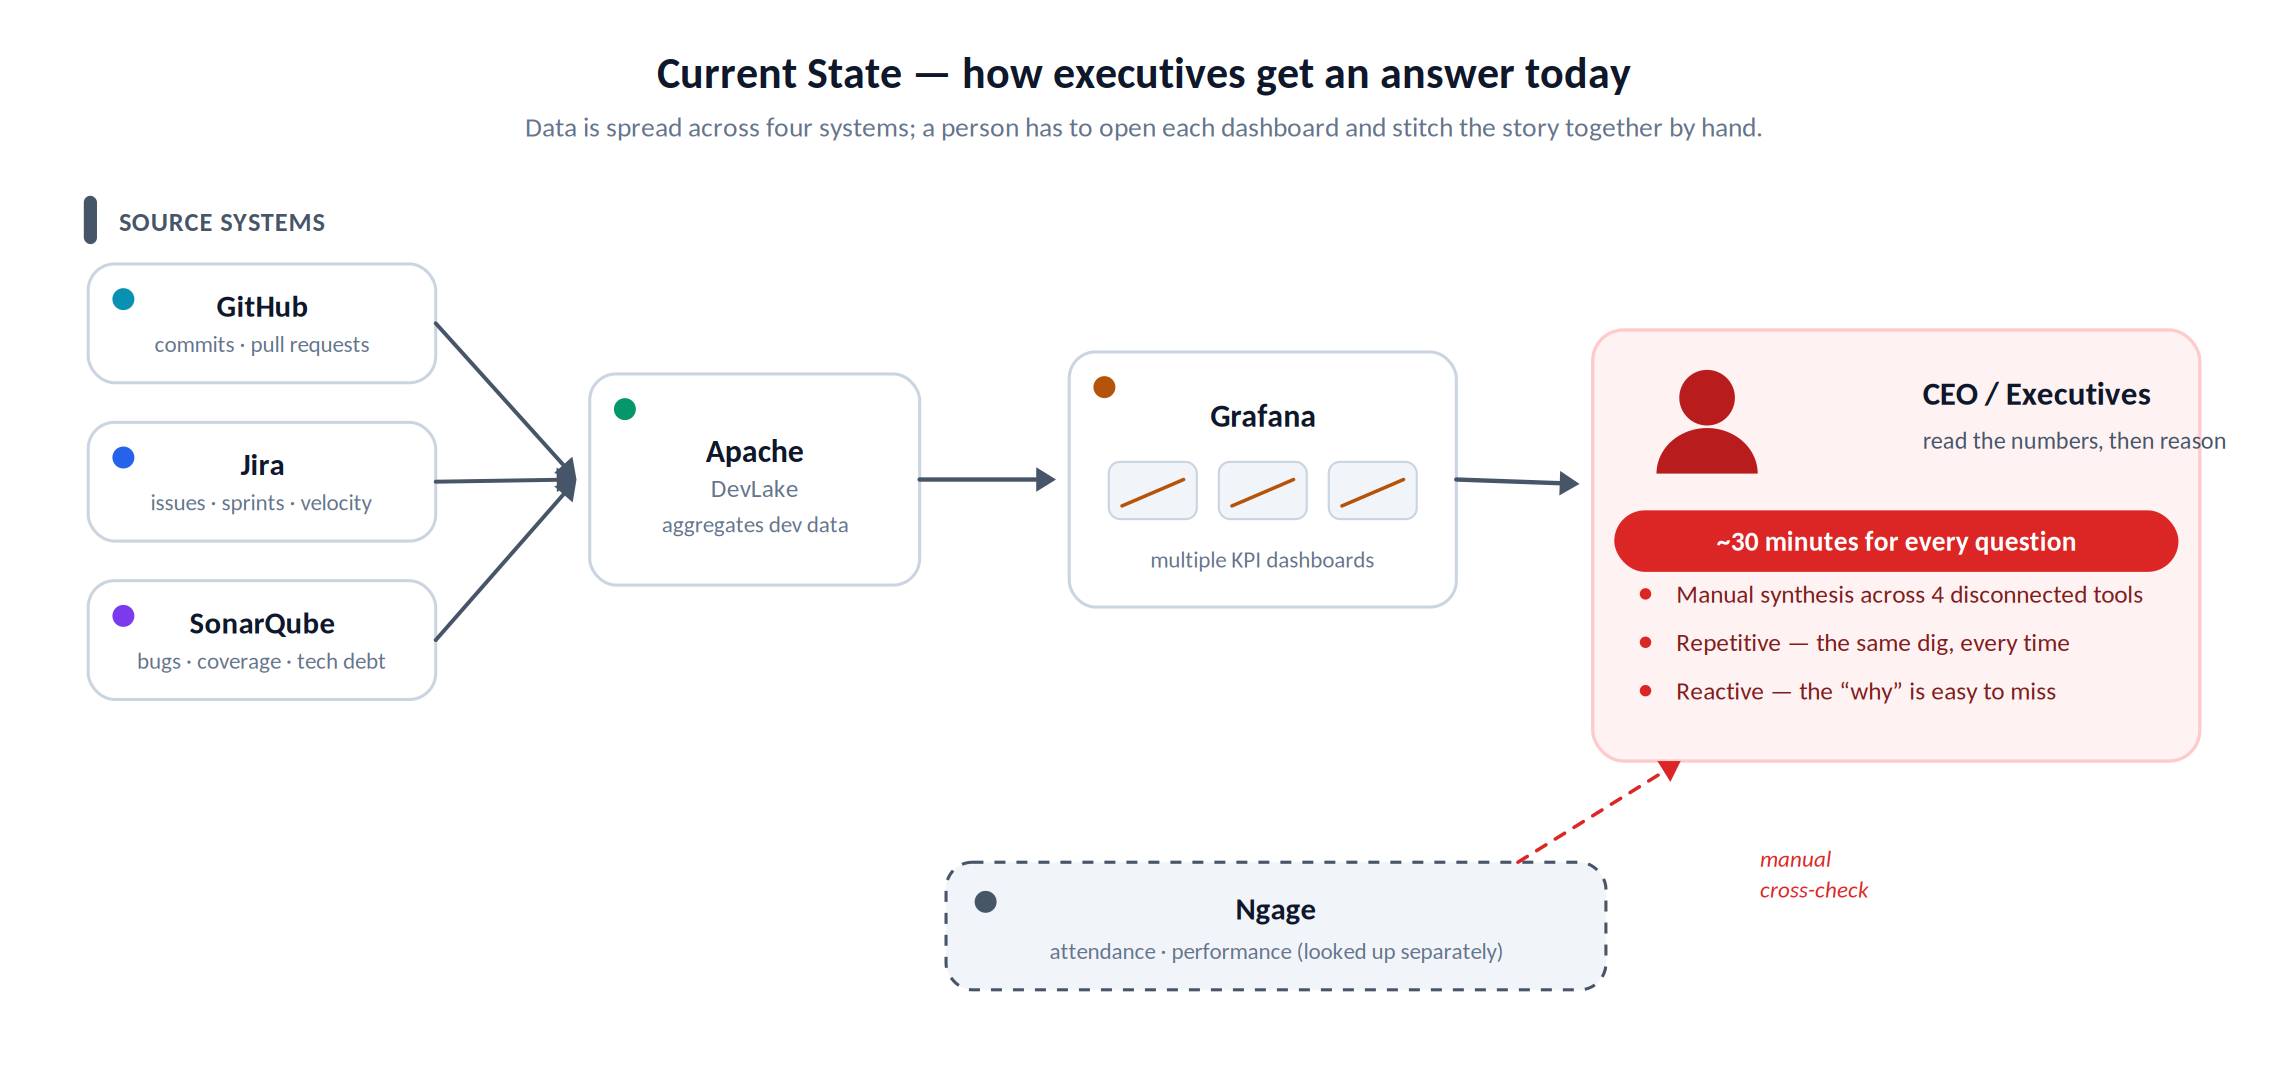 Current State — how executives get an answer today
Data is spread across four systems; a person has to open each dashboard and stitch the story together by hand.
SOURCE SYSTEMS
GitHub
commits · pull requests
Jira
issues · sprints · velocity
SonarQube
bugs · coverage · tech debt
Apache
DevLake
aggregates dev data
Grafana
multiple KPI dashboards
CEO / Executives
read the numbers, then reason
~30 minutes for every question
Manual synthesis across 4 disconnected tools
Repetitive — the same dig, every time
Reactive — the “why” is easy to miss
manual
cross-check
Ngage
attendance · performance (looked up separately)